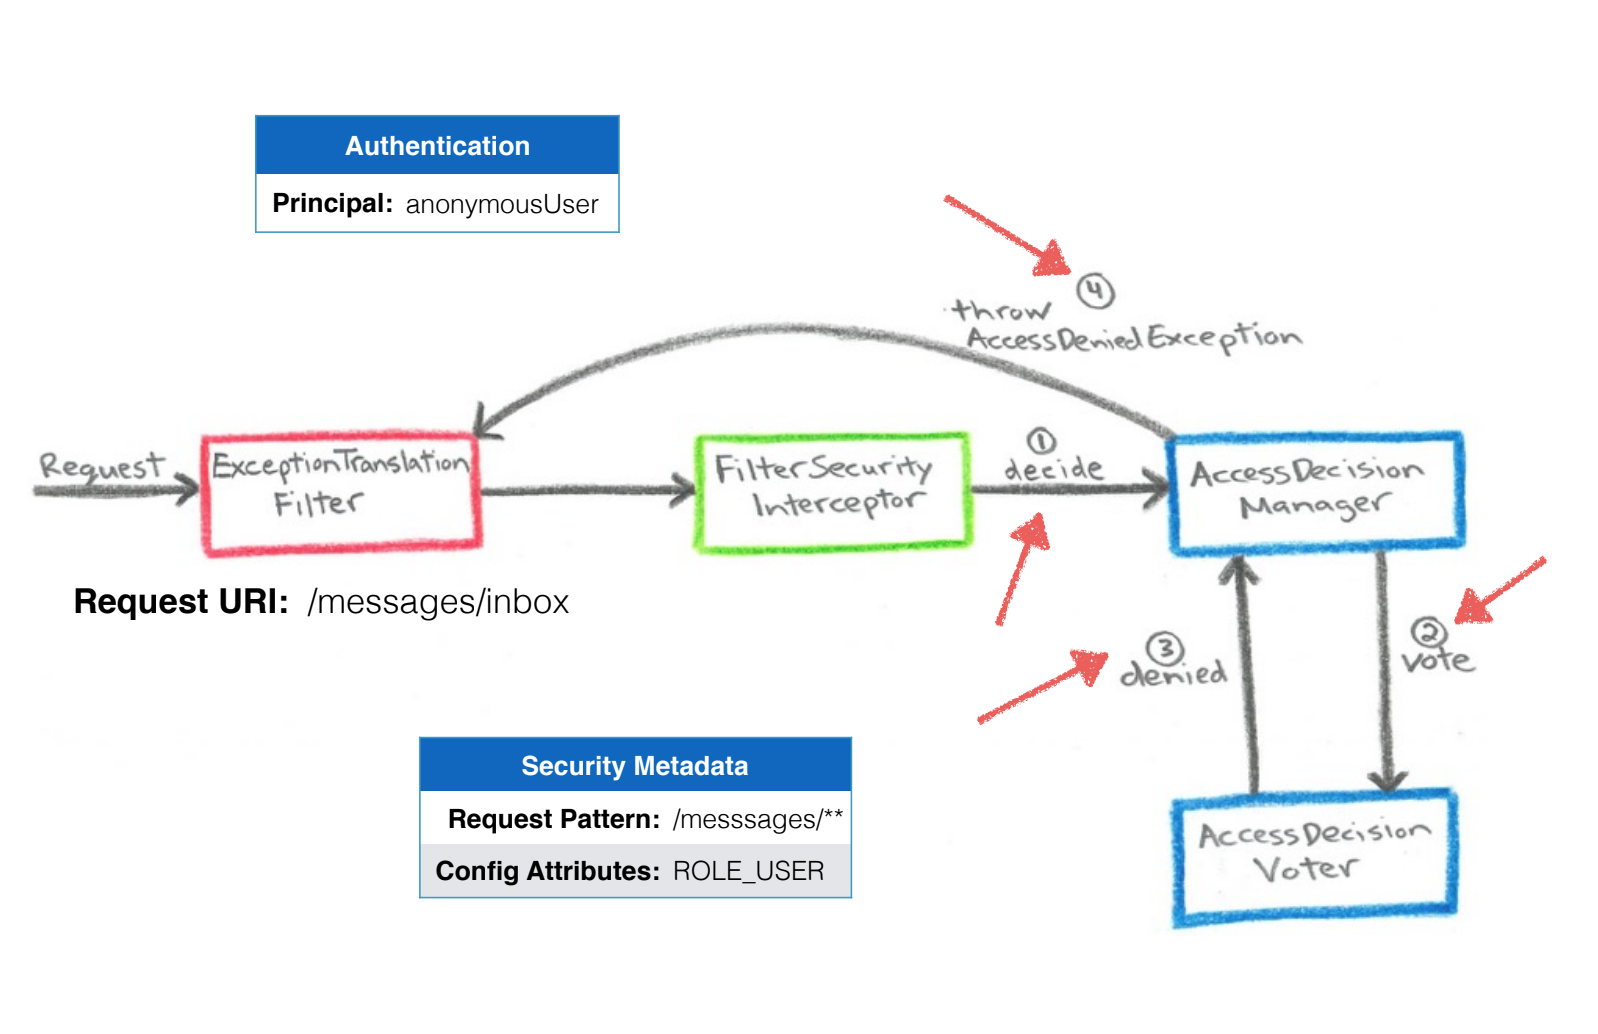 Authentication
Principal: anonymousUser
④
throw
AccessDeniedException
Request
ExceptionTranslation
Filter
FilterSecurity
Interceptor
①
decide
AccessDecision
Manager
Request URI: /messages/inbox
③
denied
②
vote
Security Metadata
Request Pattern: /messsages/**
Config Attributes: ROLE_USER
AccessDecision
Voter